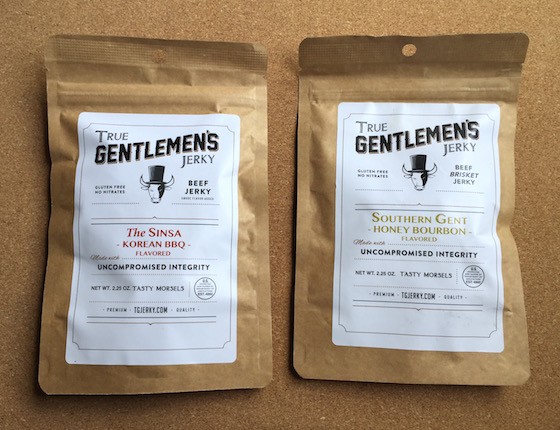 TRUE
GENTLEMEN'S
JERKY
GLUTEN FREE
NO NITRATES
BEEF
JERKY
SMOKE FLAVOR ADDED
The SINSA
- KOREAN BBQ -
FLAVORED
Made with
UNCOMPROMISED INTEGRITY
NET WT. 2.25 OZ. TASTY MORSELS
- PREMIUM - TGJERKY.COM - QUALITY -
TRUE
GENTLEMEN'S
JERKY
GLUTEN FREE
NO NITRATES
BEEF
BRISKET
JERKY
SOUTHERN GENT
- HONEY BOURBON -
FLAVORED
Made with
UNCOMPROMISED INTEGRITY
NET WT. 2.25 OZ. TASTY MORSELS
- PREMIUM - TGJERKY.COM - QUALITY -